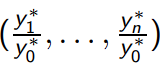 (y₁*/y₀*, . . . , yₙ*/y₀*)